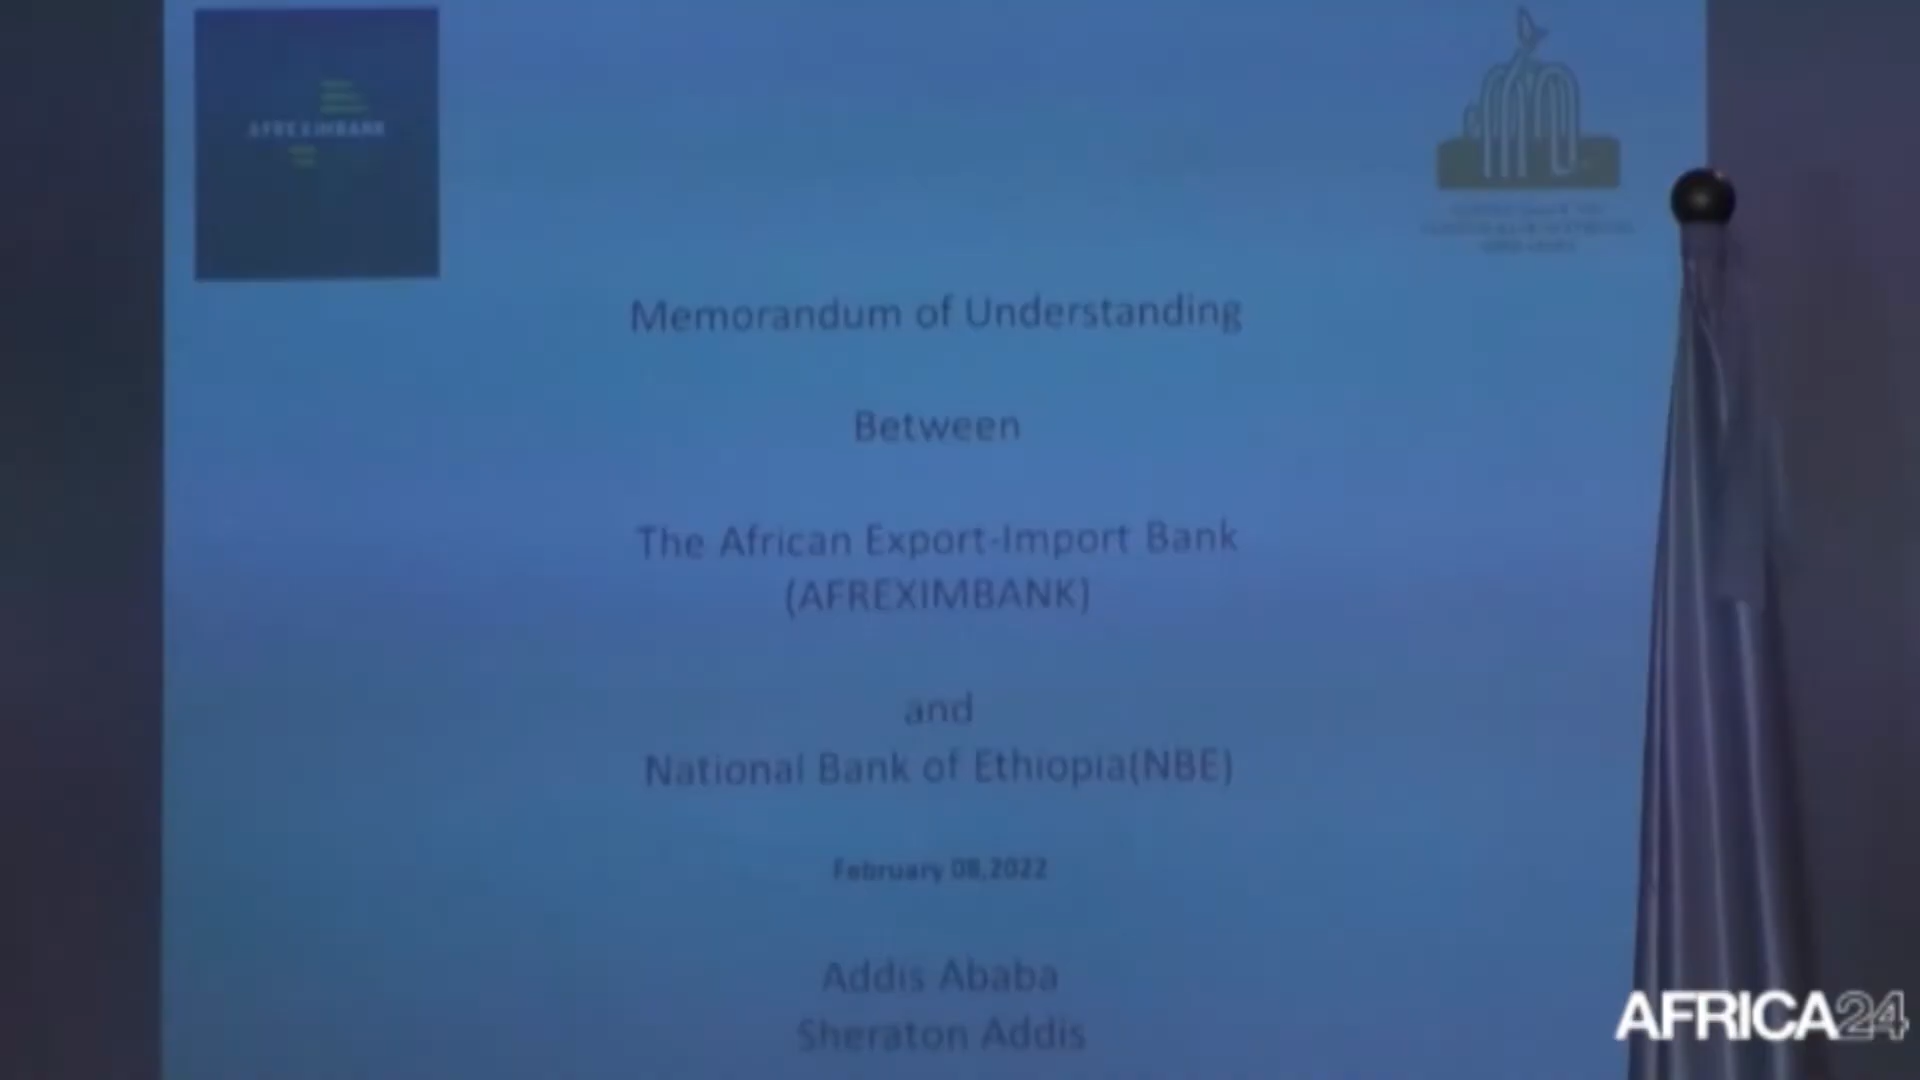 AFREXIMBANK
Memorandum of Understanding
Between
The African Export-Import Bank
(AFREXIMBANK)
and
National Bank of Ethiopia(NBE)
February 08,2022
Addis Ababa
Sheraton Addis
AFRICA24